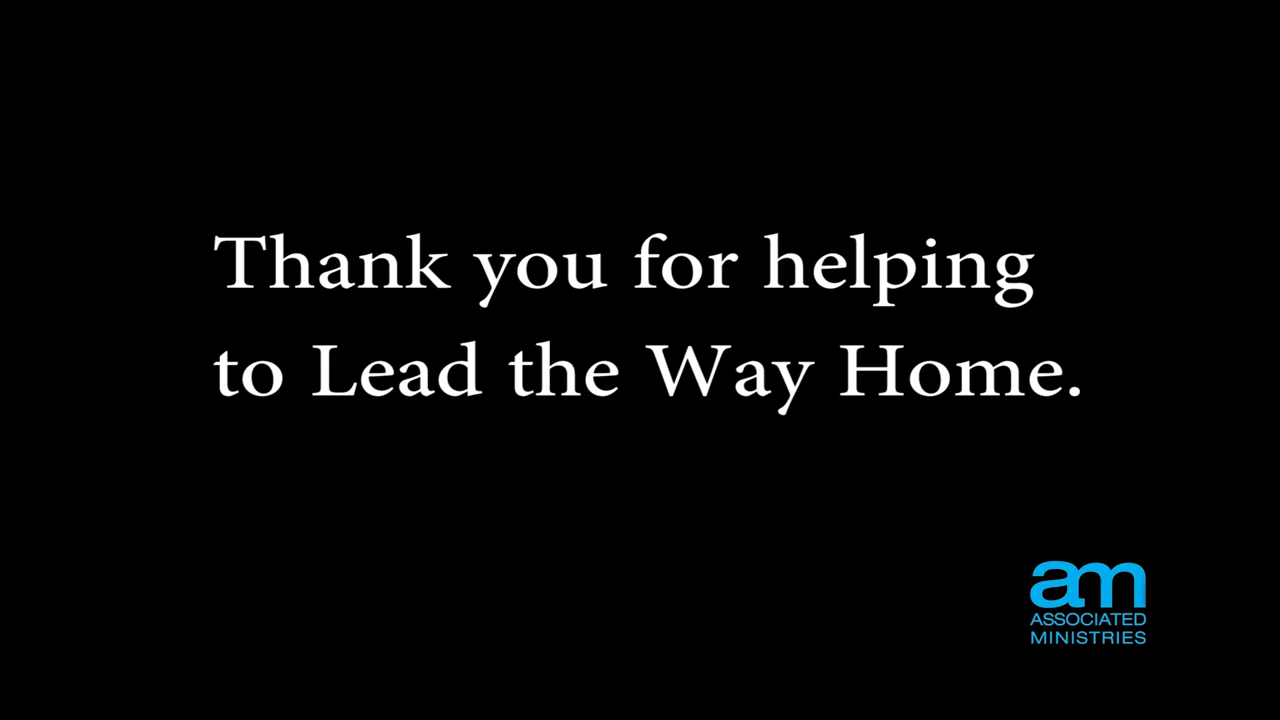 Thank you for helping
to Lead the Way Home.
am
ASSOCIATED
MINISTRIES